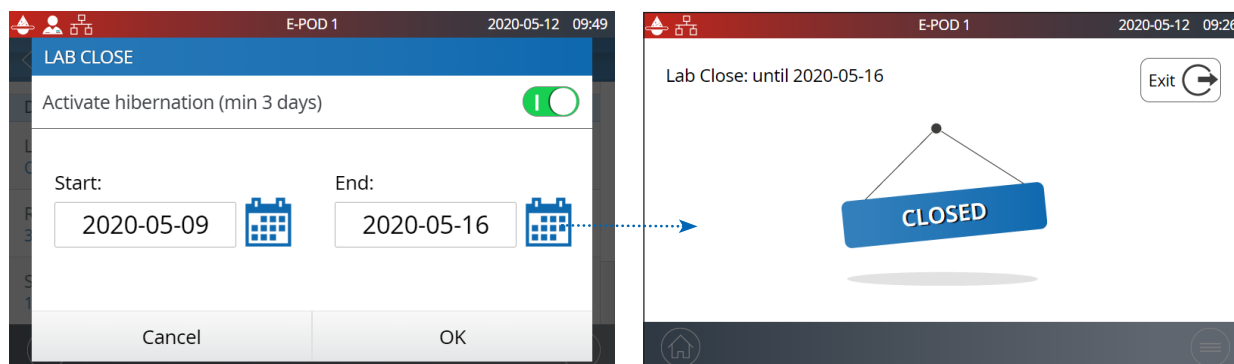 E-POD 1 2020-05-12 09:49
LAB CLOSE
Activate hibernation (min 3 days)
Start: End:
2020-05-09 2020-05-16
Cancel OK
E-POD 1 2020-05-12 09:26
Lab Close: until 2020-05-16
Exit
CLOSED